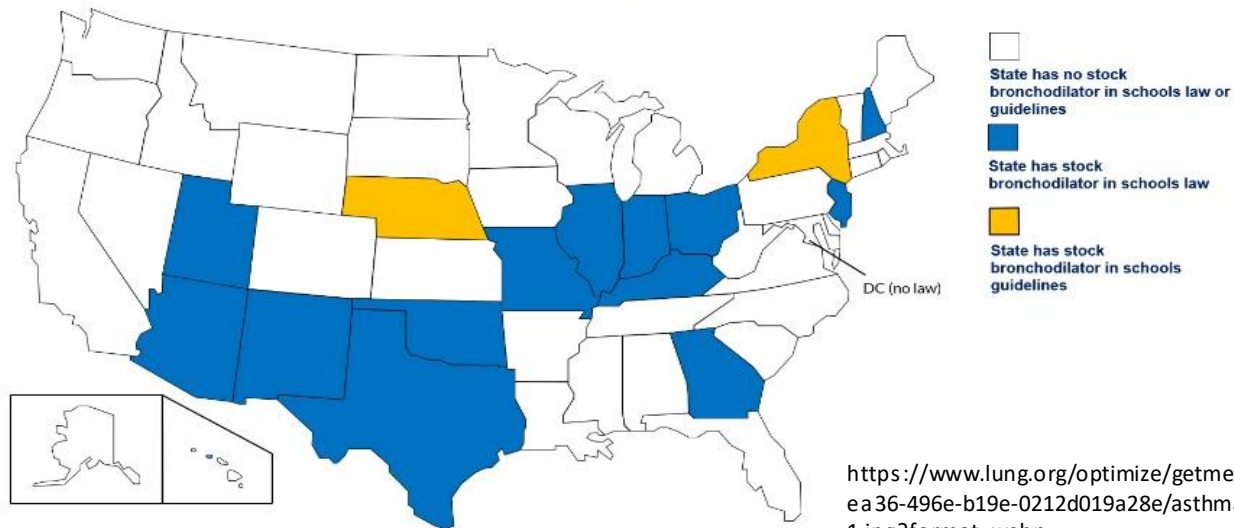 State has no stock
bronchodilator in schools law or
guidelines
State has stock
bronchodilator in schools law
State has stock
bronchodilator in schools
guidelines
DC (no law)
https://www.lung.org/optimize/getme
ea36-496e-b19e-0212d019a28e/asthma